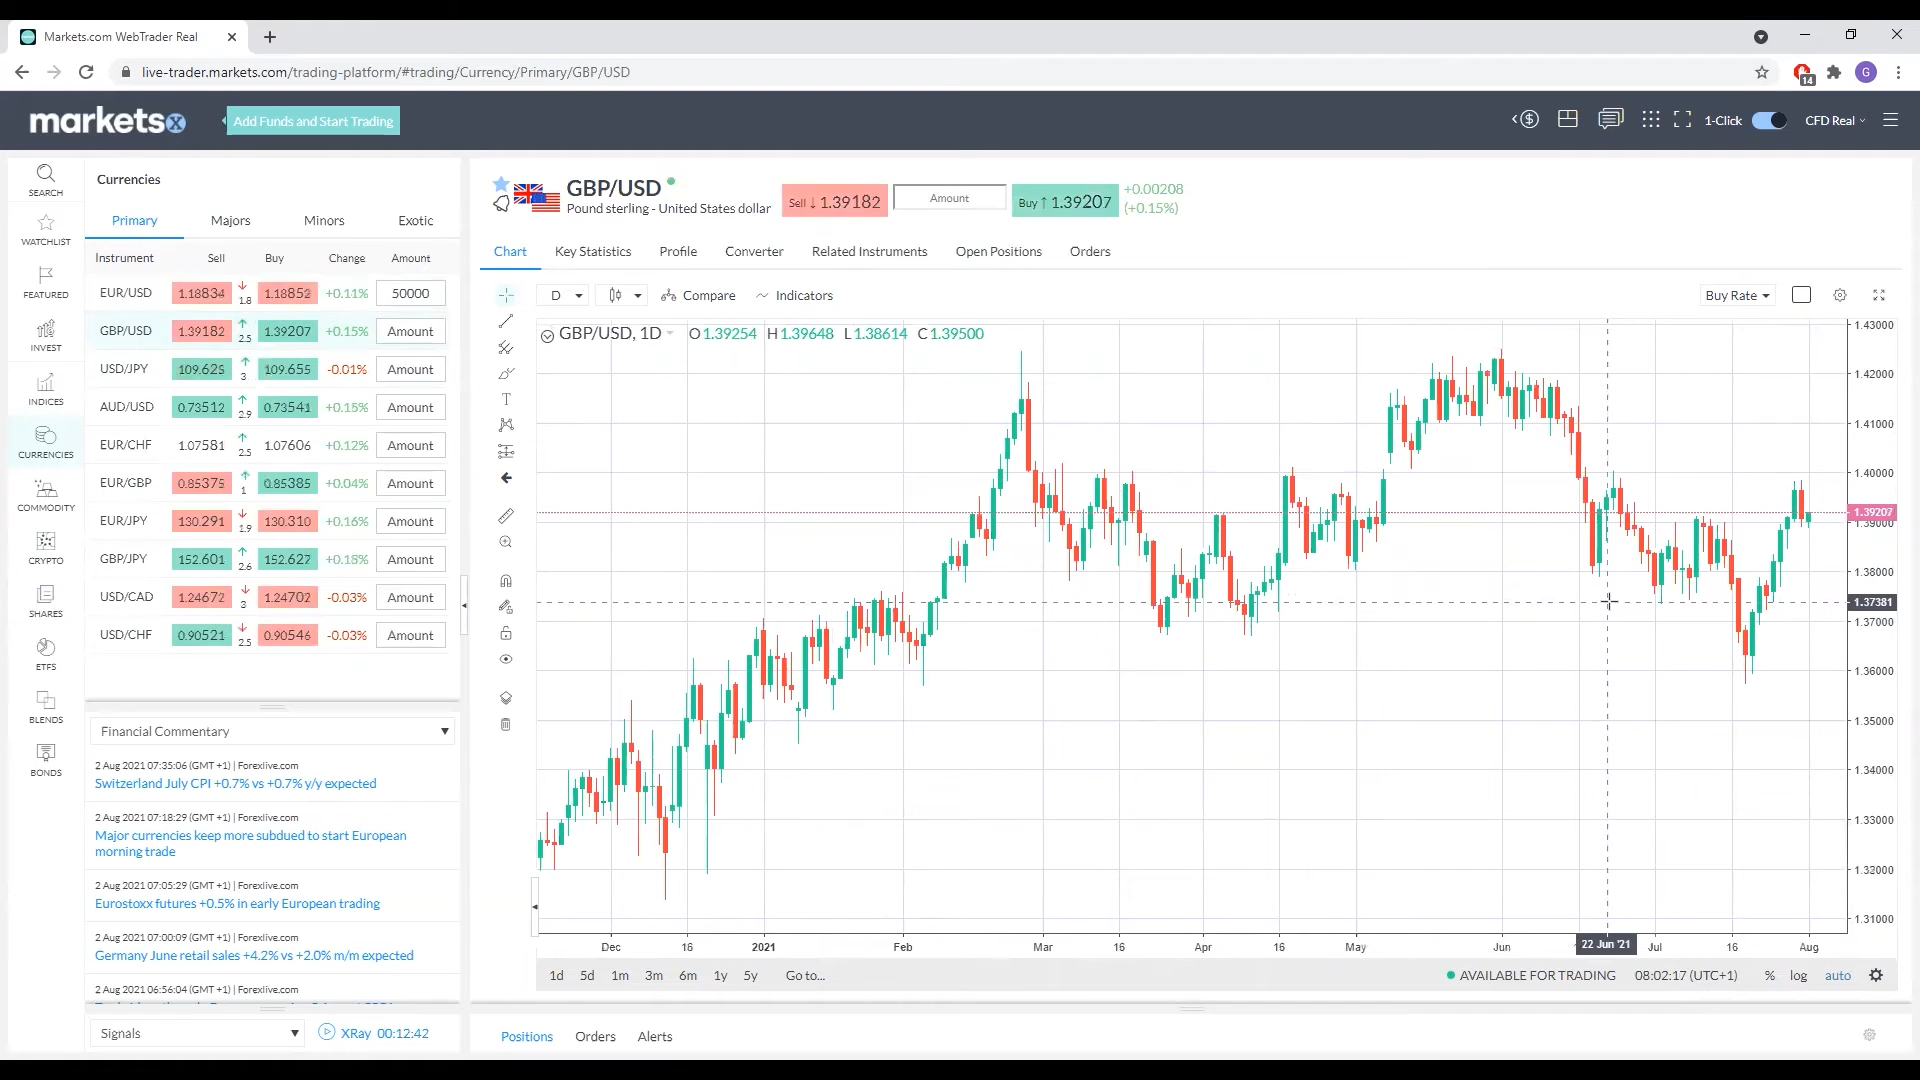 Markets.com WebTrader Real
live-trader.markets.com/trading-platform/#trading/Currency/Primary/GBP/USD
G
14
marketsx
Add Funds and Start Trading
1-Click
CFD Real
SEARCH
WATCHLIST
FEATURED
INVEST
INDICES
CURRENCIES
COMMODITY
CRYPTO
SHARES
ETFS
BLENDS
BONDS
Currencies
Primary Majors Minors Exotic
Instrument Sell Buy Change Amount
EUR/USD 1.18834 1.8 1.18852 +0.11% 50000
GBP/USD 1.39182 2.5 1.39207 +0.15% Amount
USD/JPY 109.625 3 109.655 -0.01% Amount
AUD/USD 0.73512 2.9 0.73541 +0.15% Amount
EUR/CHF 1.07581 2.5 1.07606 +0.12% Amount
EUR/GBP 0.85375 1 0.85385 +0.04% Amount
EUR/JPY 130.291 1.9 130.310 +0.16% Amount
GBP/JPY 152.601 2.6 152.627 +0.18% Amount
USD/CAD 1.24672 3 1.24702 -0.03% Amount
USD/CHF 0.90521 2.5 0.90546 -0.03% Amount
Financial Commentary
2 Aug 2021 07:35:06 (GMT +1) | Forexlive.com
Switzerland July CPI +0.7% vs +0.7% y/y expected
2 Aug 2021 07:18:29 (GMT +1) | Forexlive.com
Major currencies keep more subdued to start European
morning trade
2 Aug 2021 07:05:29 (GMT +1) | Forexlive.com
Eurostoxx futures +0.5% in early European trading
2 Aug 2021 07:00:09 (GMT +1) | Forexlive.com
Germany June retail sales +4.2% vs +2.0% m/m expected
2 Aug 2021 06:56:04 (GMT +1) | Forexlive.com
Signals
XRay 00:12:42
GBP/USD
Pound sterling - United States dollar
Sell ↓ 1.39182
Amount
Buy ↑ 1.39207
+0.00208
(+0.15%)
Chart Key Statistics Profile Converter Related Instruments Open Positions Orders
D
Compare
Indicators
Buy Rate
GBP/USD, 1D
O1.39254 H1.39648 L1.38614 C1.39500
T
1.43000
1.42000
1.41000
1.40000
1.39207
1.39000
1.38000
1.37381
1.37000
1.36000
1.35000
1.34000
1.33000
1.32000
1.31000
Dec 16 2021 Feb Mar 16 Apr 16 May Jun 22 Jun '21 Jul 16 Aug
1d 5d 1m 3m 6m 1y 5y Go to...
AVAILABLE FOR TRADING 08:02:17 (UTC+1) % log auto
Positions Orders Alerts